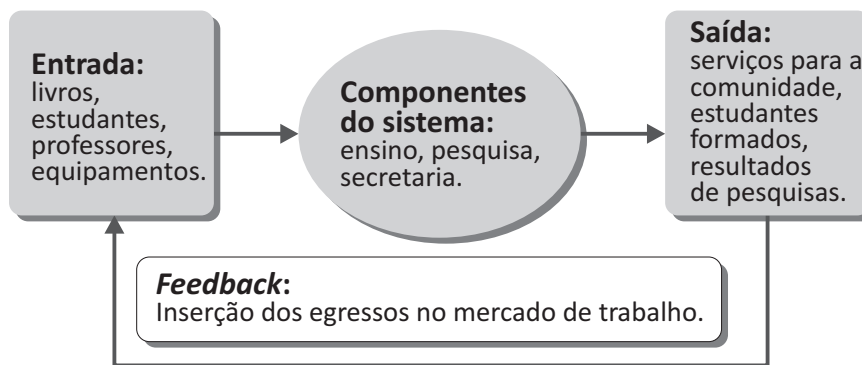 Entrada:
livros,
estudantes,
professores,
equipamentos.
Componentes
do sistema:
ensino, pesquisa,
secretaria.
Saída:
serviços para a
comunidade,
estudantes
formados,
resultados
de pesquisas.
Feedback:
Inserção dos egressos no mercado de trabalho.